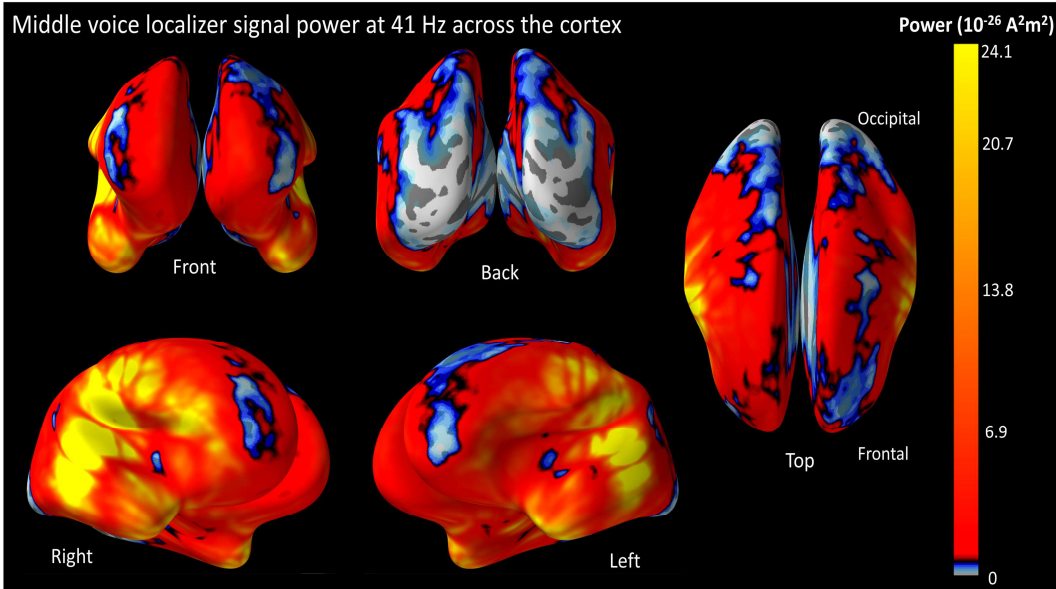 Middle voice localizer signal power at 41 Hz across the cortex
Power (10-26 A2m2)
24.1
20.7
13.8
6.9
0
Front
Back
Occipital
Frontal
Top
Right
Left